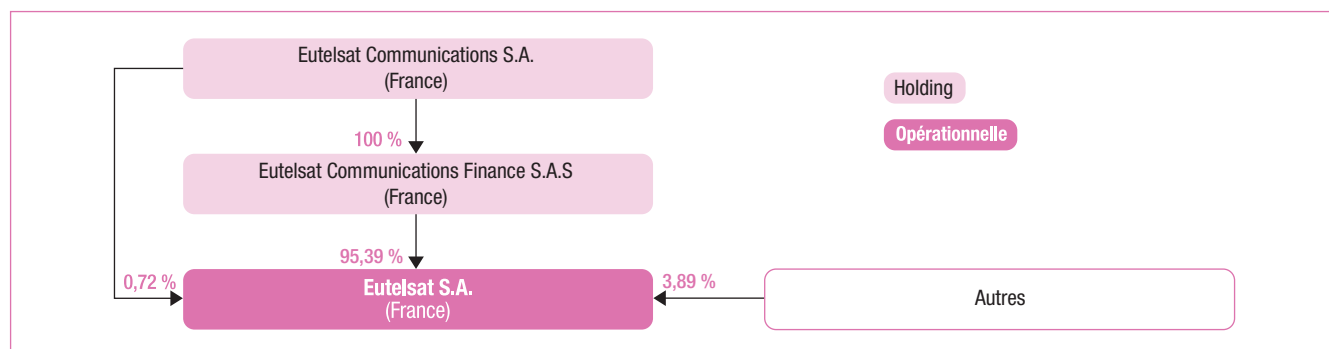 Eutelsat Communications S.A.
(France)
Holding
Opérationnelle
100 %
Eutelsat Communications Finance S.A.S
(France)
95,39 %
0,72 %
Eutelsat S.A.
(France)
3,89 %
Autres